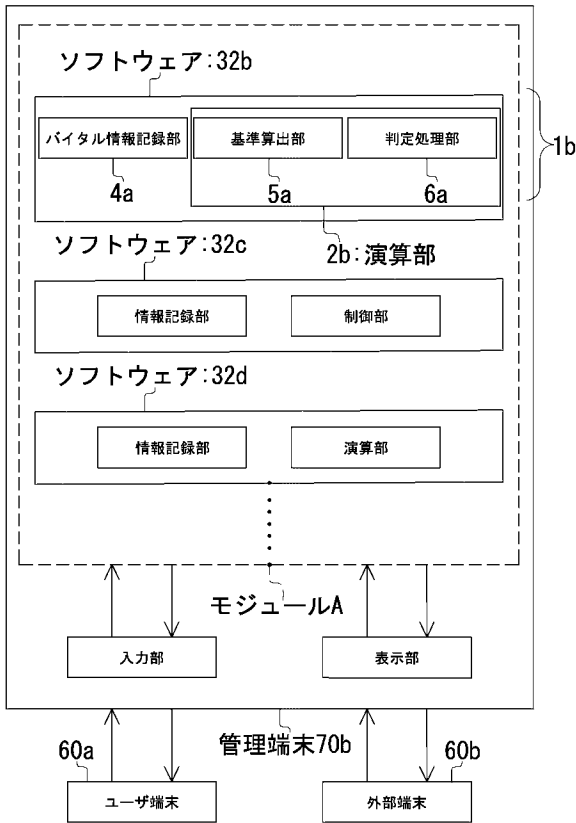 ソフトウェア:32b
バイタル情報記録部
基準算出部
判定処理部
1b
4a
5a
6a
2b:演算部
ソフトウェア:32c
情報記録部
制御部
ソフトウェア:32d
情報記録部
演算部
モジュールA
入力部
表示部
管理端末70b
60a
60b
ユーザ端末
外部端末